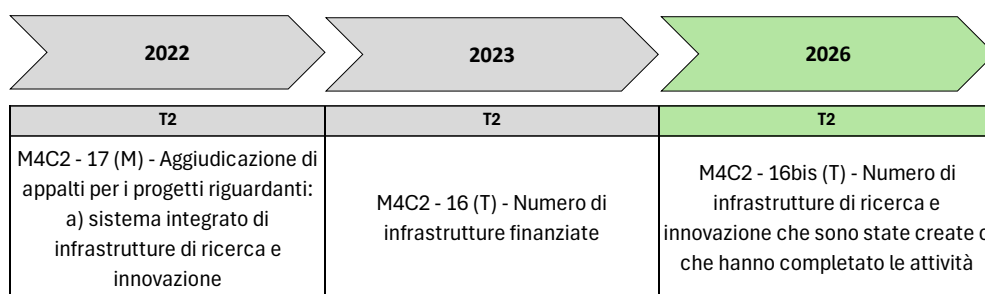 2022
2023
2026
T2
T2
T2
M4C2 - 17 (M) - Aggiudicazione di
appalti per i progetti riguardanti:
a) sistema integrato di
infrastrutture di ricerca e
innovazione
M4C2 - 16 (T) - Numero di
infrastrutture finanziate
M4C2 - 16bis (T) - Numero di
infrastrutture di ricerca e
innovazione che sono state create
che hanno completato le attività